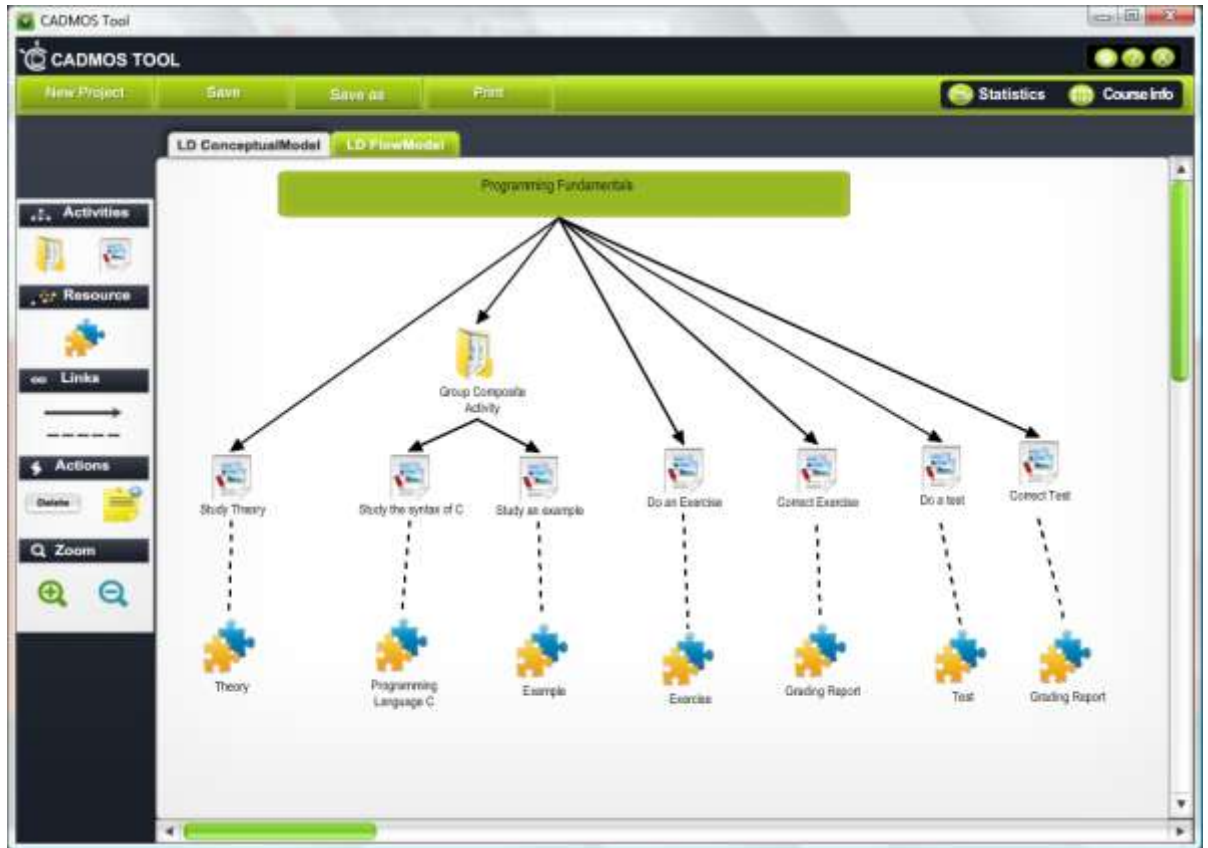 CADMOS Tool
CADMOS TOOL
New Project
Save
Save as
Print
Statistics
Course Info
LD ConceptualModel
LD FlowModel
Activities
Resource
Links
Actions
Delete
Zoom
Programming Fundamentals
Group Composite
Activity
Study Theory
Study the syntax of C
Study an example
Do an Exercise
Correct Exercise
Do a test
Correct Test
Theory
Programming
Language C
Example
Exercise
Grading Report
Test
Grading Report